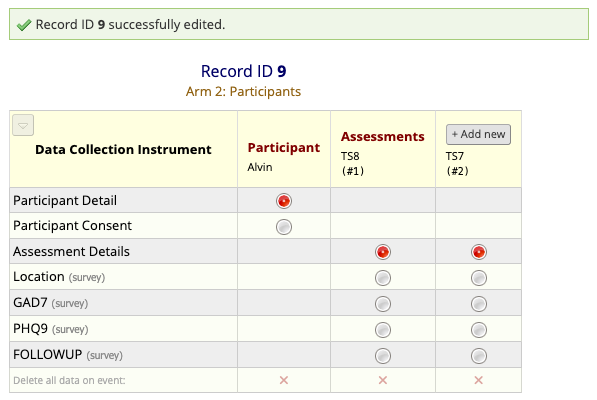 Record ID 9 successfully edited.
Record ID 9
Arm 2: Participants
Data Collection Instrument
Participant
Alvin
Assessments
TS8
(#1)
+ Add new
TS7
(#2)
Participant Detail
Participant Consent
Assessment Details
Location (survey)
GAD7 (survey)
PHQ9 (survey)
FOLLOWUP (survey)
Delete all data on event: